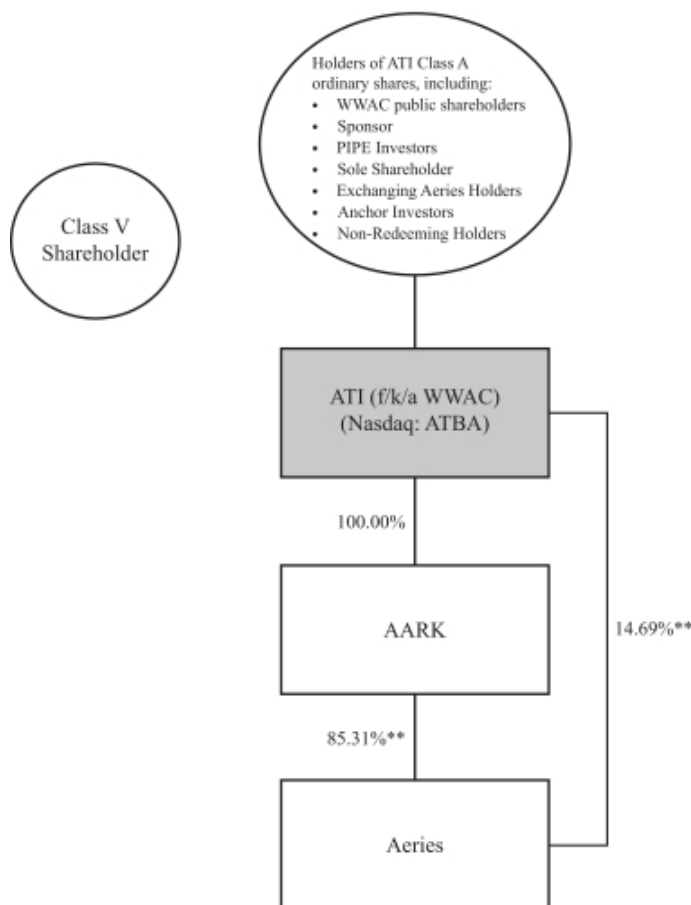 Holders of ATI Class A
ordinary shares, including:
• WWAC public shareholders
• Sponsor
• PIPE Investors
• Sole Shareholder
• Exchanging Aeries Holders
• Anchor Investors
• Non-Redeeming Holders
Class V
Shareholder
ATI (f/k/a WWAC)
(Nasdaq: ATBA)
100.00%
AARK
14.69%**
85.31%**
Aeries